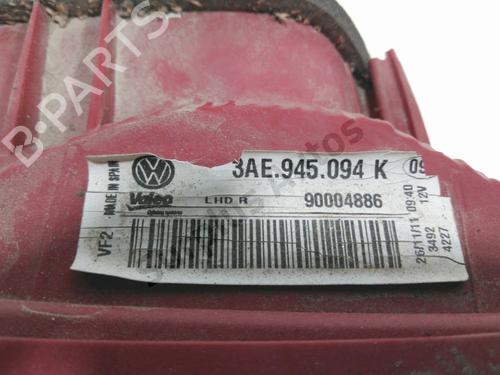 B-PARTS
VF2 MADE IN SPAIN
3AE.945.094 K
09
Valeo
LHD R
90004886
26/11/11 09:40
12V
3492
4227